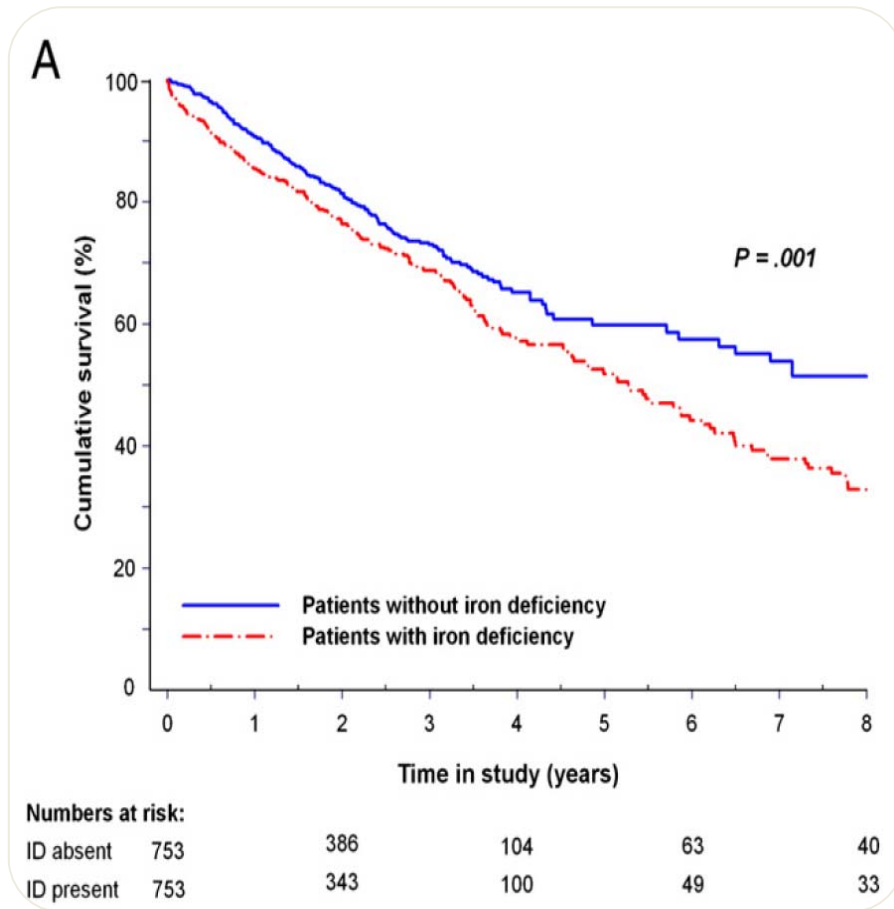 A
100
80
60
40
20
0
Cumulative survival (%)
P = .001
Patients without iron deficiency
Patients with iron deficiency
0 1 2 3 4 5 6 7 8
Time in study (years)
Numbers at risk:
ID absent 753 386 104 63 40
ID present 753 343 100 49 33